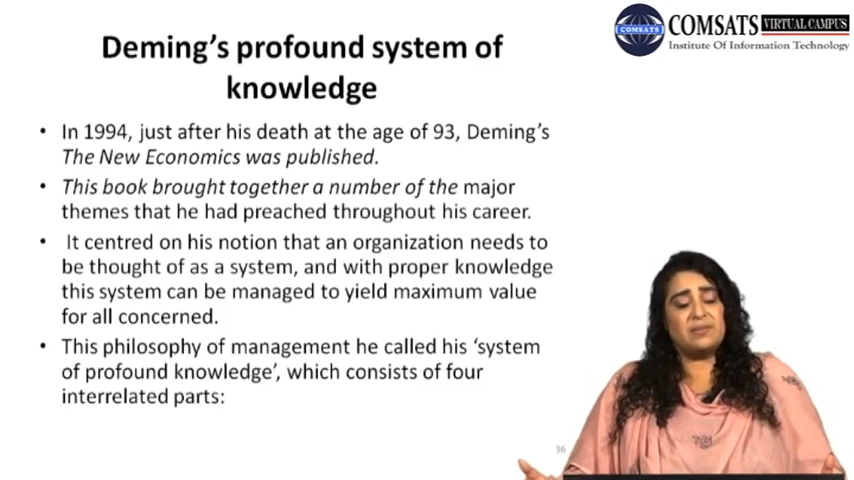 COMSATS
COMSATS VIRTUAL CAMPUS
Institute Of Information Technology
Deming's profound system of
knowledge
• In 1994, just after his death at the age of 93, Deming's
The New Economics was published.
• This book brought together a number of the major
themes that he had preached throughout his career.
• It centred on his notion that an organization needs to
be thought of as a system, and with proper knowledge
this system can be managed to yield maximum value
for all concerned.
• This philosophy of management he called his 'system
of profound knowledge', which consists of four
interrelated parts:
36